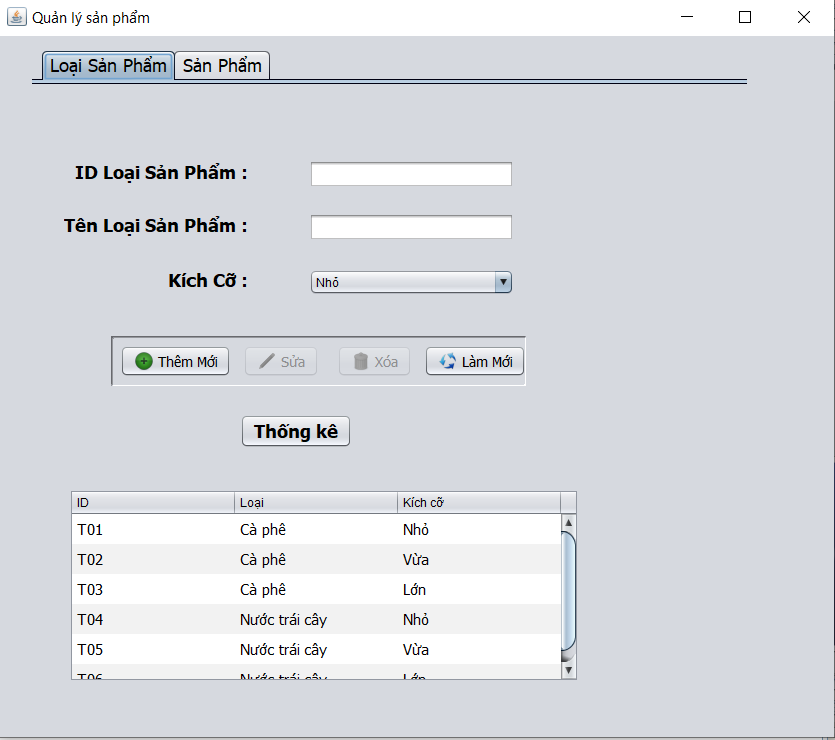 Quản lý sản phẩm
Loại Sản Phẩm Sản Phẩm
ID Loại Sản Phẩm :
Tên Loại Sản Phẩm :
Kích Cỡ : Nhỏ
Thêm Mới Sửa Xóa Làm Mới
Thống kê
ID Loại Kích cỡ
T01 Cà phê Nhỏ
T02 Cà phê Vừa
T03 Cà phê Lớn
T04 Nước trái cây Nhỏ
T05 Nước trái cây Vừa
T06 Nước trái cây Lớn